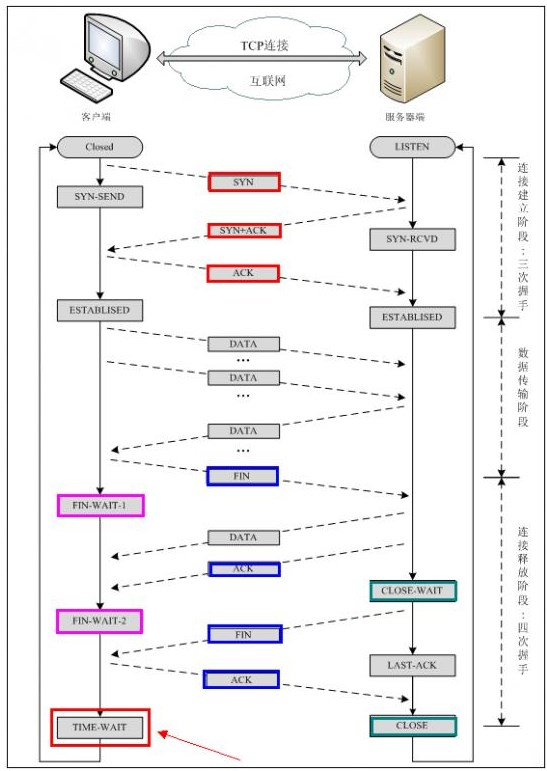 TCP连接
互联网
客户端
服务器端
Closed
LISTEN
SYN
SYN-SEND
SYN+ACK
SYN-RCVD
ACK
ESTABLISED
ESTABLISED
连接建立阶段：三次握手
DATA
...
DATA
...
DATA
...
数据传输阶段
FIN
FIN-WAIT-1
DATA
ACK
CLOSE-WAIT
FIN-WAIT-2
FIN
LAST-ACK
ACK
TIME-WAIT
CLOSE
连接释放阶段：四次握手